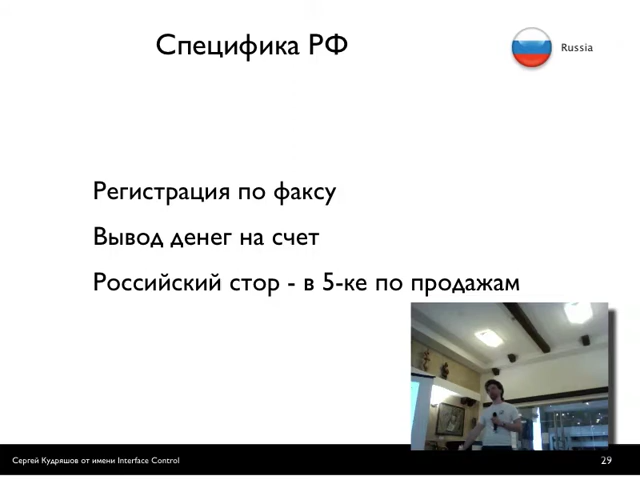 Специфика РФ
Russia
Регистрация по факсу
Вывод денег на счет
Российский стор - в 5-ке по продажам
Сергей Кудряшов от имени Interface Control
29